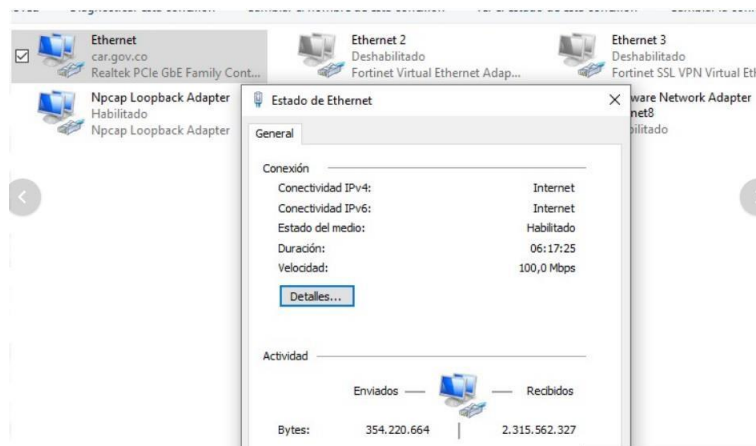 Ethernet
car.gov.co
Realtek PCIe GbE Family Cont...
Ethernet 2
Deshabilitado
Fortinet Virtual Ethernet Adap...
Ethernet 3
Deshabilitado
Fortinet SSL VPN Virtual Eth
Npcap Loopback Adapter
Habilitado
Npcap Loopback Adapter
ware Network Adapter
net8
bilitado
Estado de Ethernet
General
Conexión
Conectividad IPv4: Internet
Conectividad IPv6: Internet
Estado del medio: Habilitado
Duración: 06:17:25
Velocidad: 100,0 Mbps
Detalles...
Actividad
Enviados — — Recibidos
Bytes: 354.220.664 | 2.315.562.327